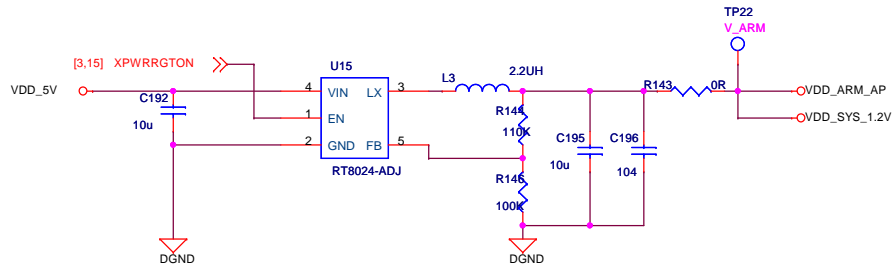 TP22
V_ARM
[3,15] XPWRRGTON
U15
L3
2.2UH
R143
0R
VDD_5V
C192
10u
4
VIN
LX
3
1
EN
2
GND
FB
5
RT8024-ADJ
R144
110K
R146
100K
C195
10u
C196
104
VDD_ARM_AP
VDD_SYS_1.2V
DGND
DGND